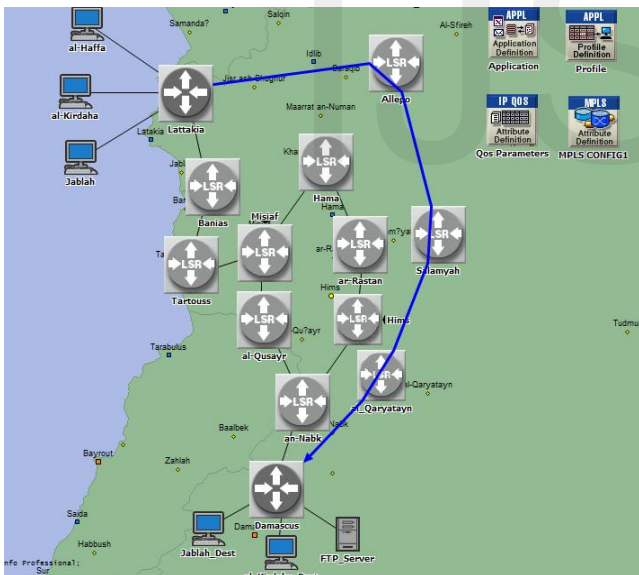 Samanda?
Salqin
Al-Sfireh
al-Haffa
Idlib
LSR
Saraqib
Jisr ash-Shughur
Allepo
Lattakia
al-Kirdaha
Maarrat an-Numan
Latakia
Jablah
APPL
Application
Definition
Application
APPL
Profile
Definition
Profile
IP QOS
Attribute
Definition
Qos Parameters
MPLS
Attribute
Definition
MPLS CONFIG1
LSR
Hama
Hama
LSR
Banias
Misiaf
LSR
LSR
ar-Rastan
LSR
Salamyah
LSR
Tartouss
Hims
LSR
Hims
LSR
al-Qusayr
Qu?ayr
LSR
al_Qaryatayn
al-Qaryatayn
Tudmu
Tarabulus
LSR
an-Nabk
Nabk
Baalbek
Bayrout
Zahlah
Damascus
Saida
Jablah_Dest
FTP_Server
Habbush
nfo Professional;
Sur